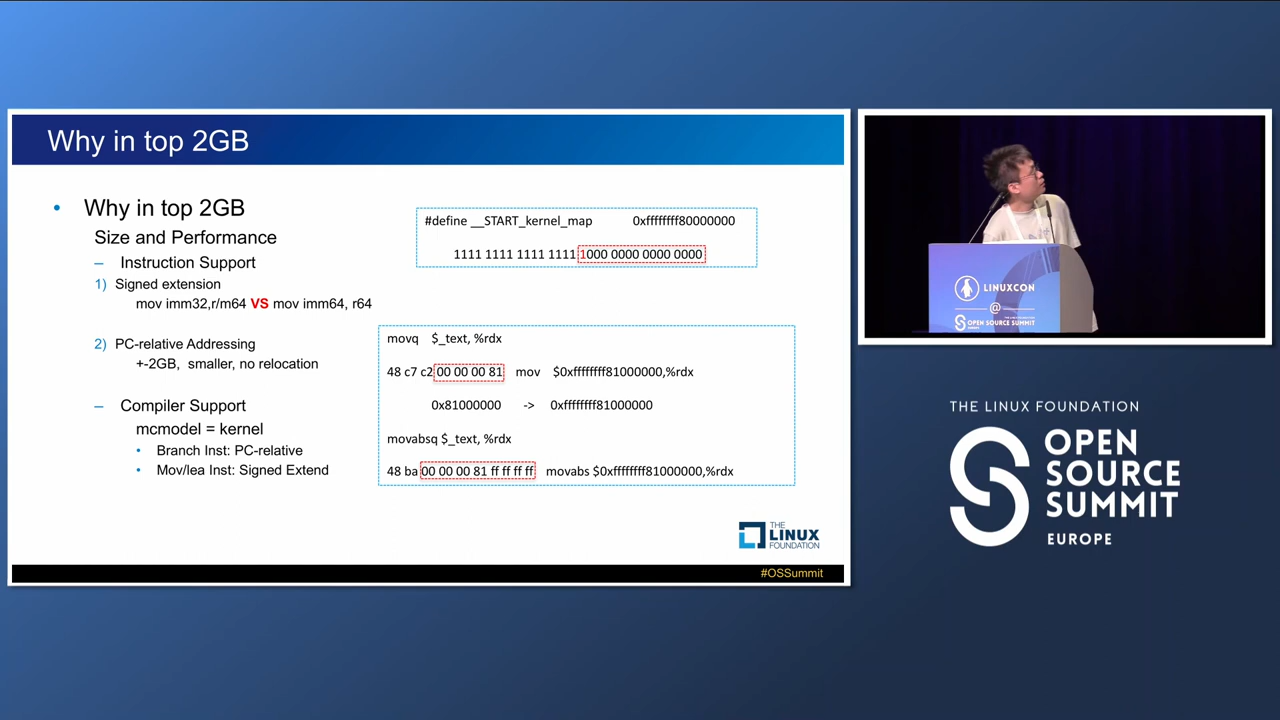 Why in top 2GB
• Why in top 2GB
Size and Performance
– Instruction Support
1) Signed extension
mov imm32,r/m64 VS mov imm64, r64
2) PC-relative Addressing
+-2GB, smaller, no relocation
– Compiler Support
mcmodel = kernel
• Branch Inst: PC-relative
• Mov/lea Inst: Signed Extend
#define __START_kernel_map 0xffffffff80000000
1111 1111 1111 1111 1000 0000 0000 0000
movq $_text, %rdx
48 c7 c2 00 00 00 81 mov $0xffffffff81000000,%rdx
0x81000000 -> 0xffffffff81000000
movabsq $_text, %rdx
48 ba 00 00 00 81 ff ff ff ff movabs $0xffffffff81000000,%rdx
THE
LINUX
FOUNDATION
#OSSummit
LINUXCON
@
OPEN SOURCE SUMMIT
THE LINUX FOUNDATION
OPEN
SOURCE
SUMMIT
EUROPE